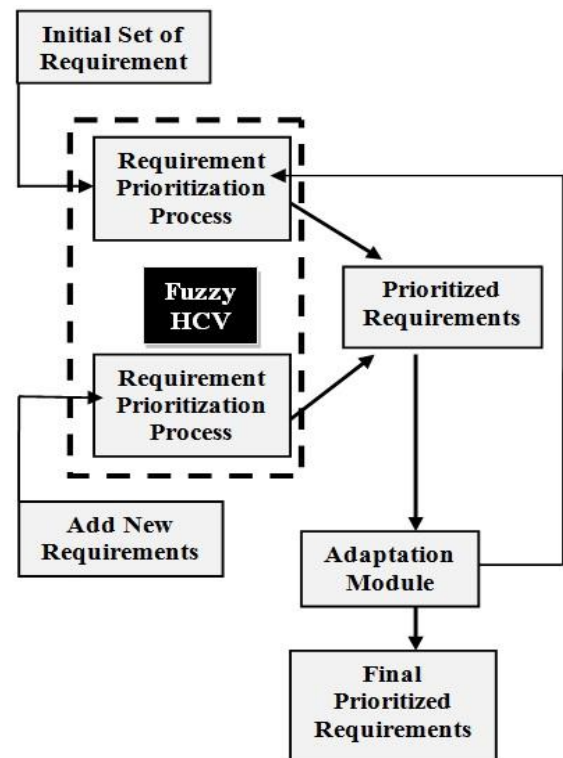 Initial Set of
Requirement
Requirement
Prioritization
Process
Fuzzy
HCV
Prioritized
Requirements
Requirement
Prioritization
Process
Add New
Requirements
Adaptation
Module
Final
Prioritized
Requirements